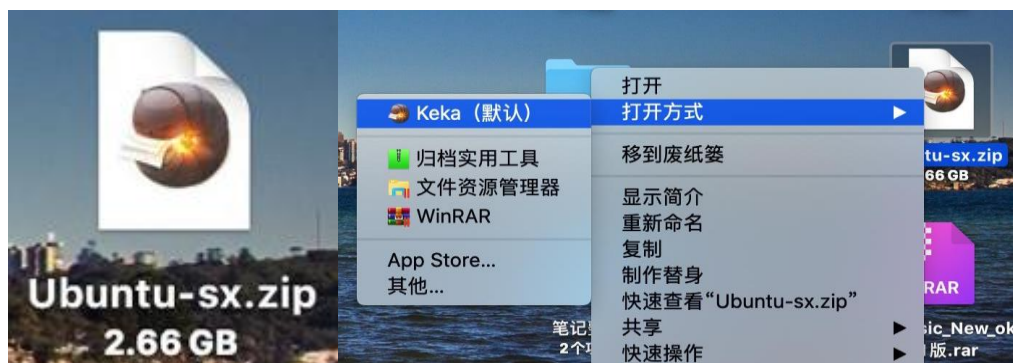 Ubuntu-sx.zip
2.66 GB
Keka（默认）
归档实用工具
文件资源管理器
WinRAR
App Store...
其他...
打开
打开方式
移到废纸篓
显示简介
重新命名
复制
制作替身
快速查看“Ubuntu-sx.zip”
共享
快速操作
tu-sx.zip
66 GB
RAR
sic_New_ok
版.rar
笔记
2个